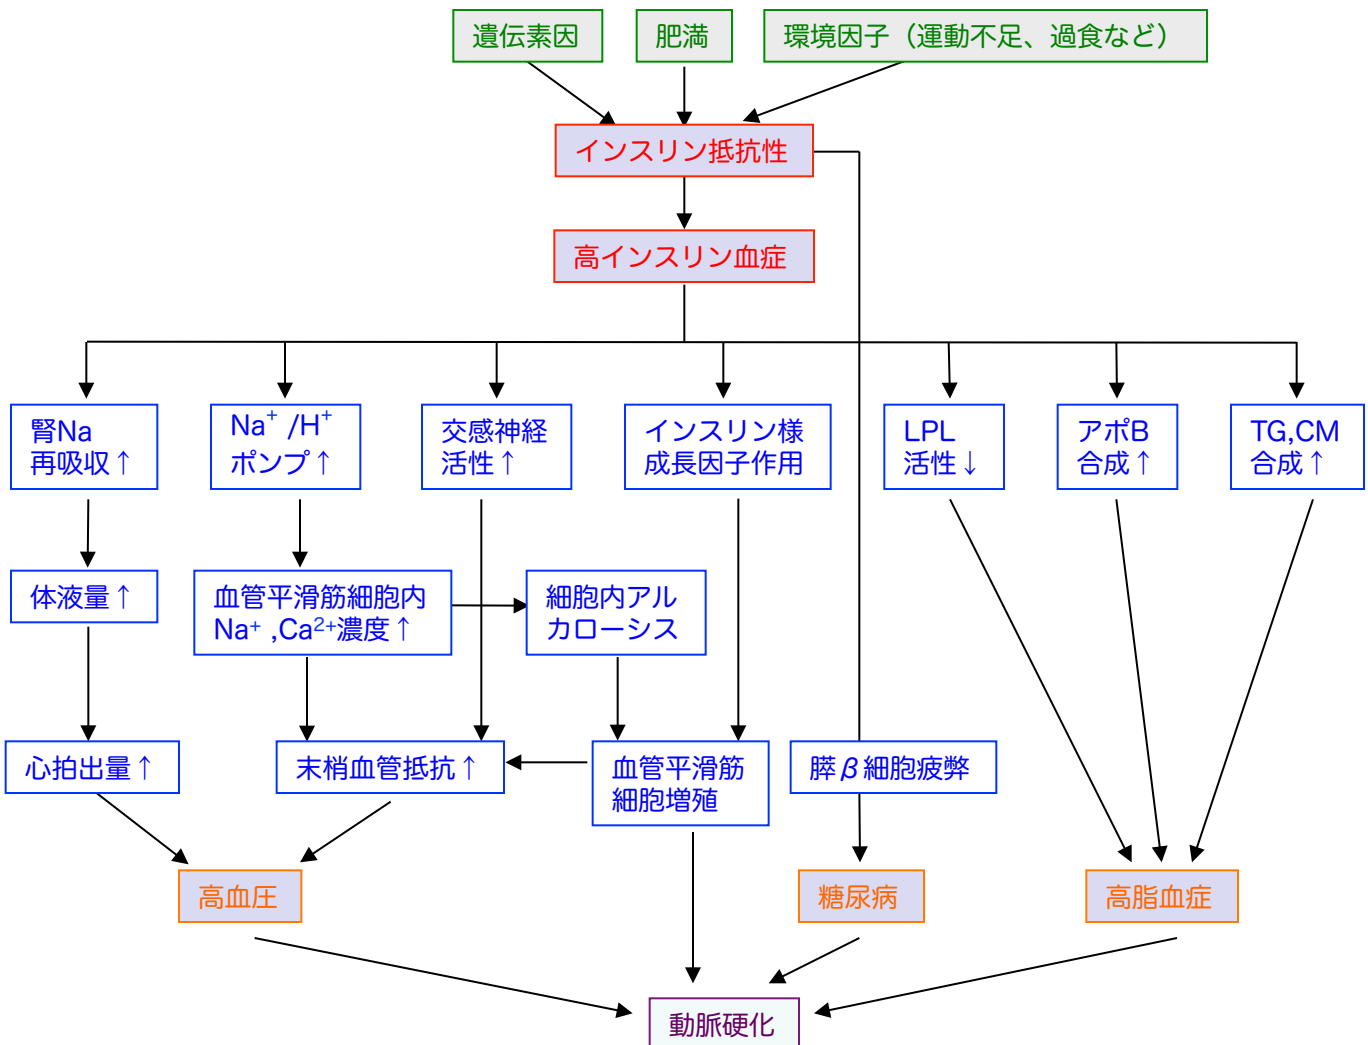 遺伝素因
肥満
環境因子（運動不足、過食など）
インスリン抵抗性
高インスリン血症
腎Na
再吸収↑
Na⁺ /H⁺
ポンプ↑
交感神経
活性↑
インスリン様
成長因子作用
LPL
活性↓
アポB
合成↑
TG,CM
合成↑
体液量↑
血管平滑筋細胞内
Na⁺ ,Ca²⁺濃度↑
細胞内アル
カローシス
心拍出量↑
末梢血管抵抗↑
血管平滑筋
細胞増殖
膵β細胞疲弊
高血圧
糖尿病
高脂血症
動脈硬化